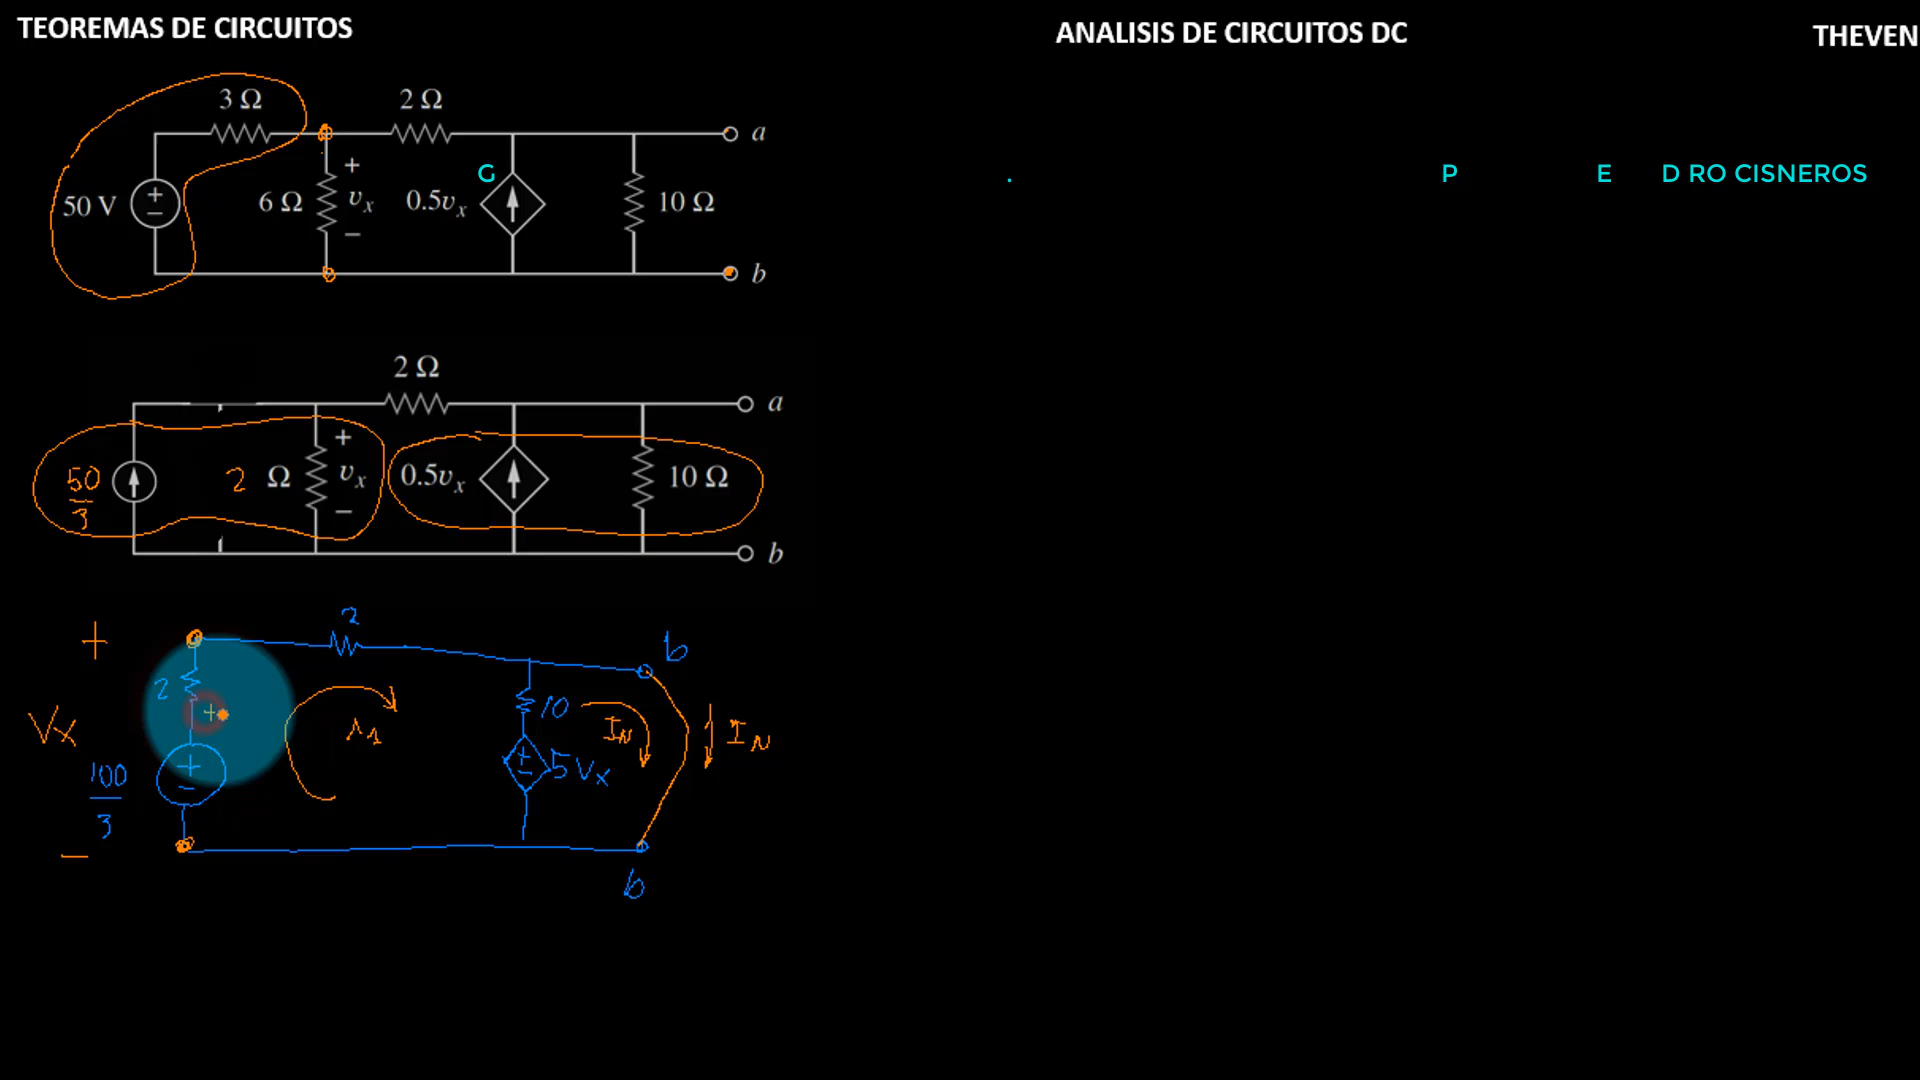 TEOREMAS DE CIRCUITOS
ANALISIS DE CIRCUITOS DC
THEVEN
3 Ω
2 Ω
a
G
.
P E D RO CISNEROS
50 V
+
−
6 Ω
+
vx
−
0.5vx
10 Ω
b
2 Ω
a
50
3
2 Ω
+
vx
−
0.5vx
10 Ω
b
2
+
b
2
10
Vx
IN
IN
+
−
5Vx
100
3
+
−
−
b